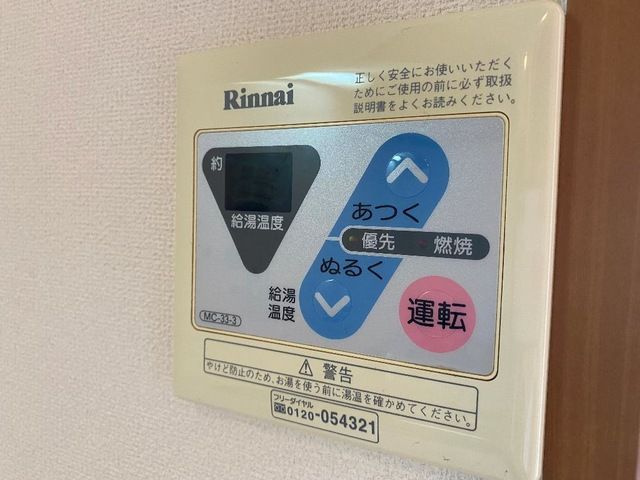 Rinnai
正しく安全にお使いいただく
ためにご使用の前に必ず取扱
説明書をよくお読みください。
約
給湯温度
あつく
優先 燃焼
ぬるく
給湯
温度
運転
MC-33-3
⚠ 警告
やけど防止のため、お湯を使う前に湯温を確かめてください。
フリーダイヤル
0120-054321